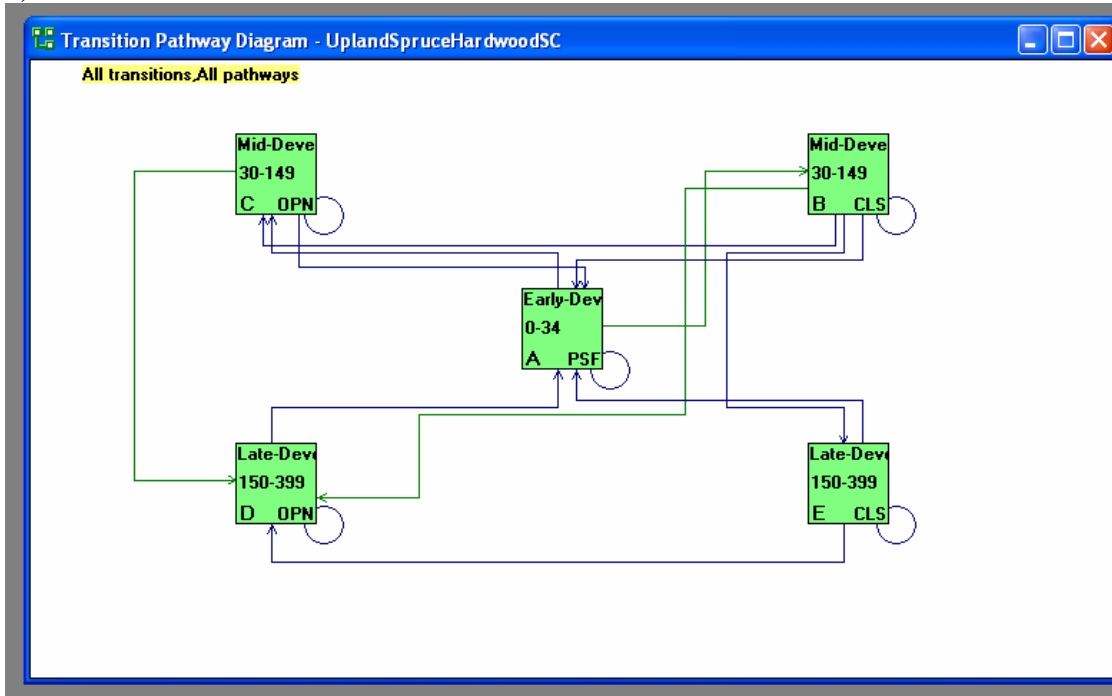 Transition Pathway Diagram - UplandSpruceHardwoodSC
All transitions,All pathways
Mid-Deve
30-149
C OPN
Mid-Deve
30-149
B CLS
Early-Dev
0-34
A PSF
Late-Deve
150-399
D OPN
Late-Deve
150-399
E CLS